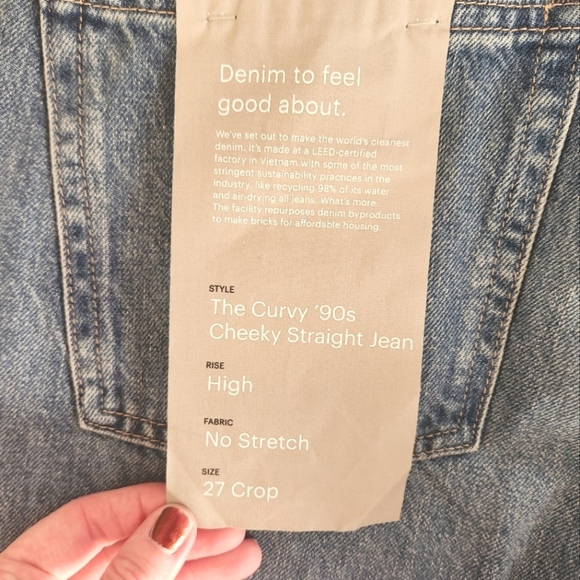 Denim to feel
good about.
We've set out to make the world's cleanest
denim. It's made at a LEED-certified
factory in Vietnam with some of the most
stringent sustainability practices in the
industry, like recycling 98% of its water
and air-drying all jeans. What's more:
The facility repurposes denim byproducts
to make bricks for affordable housing.
STYLE
The Curvy '90s
Cheeky Straight Jean
RISE
High
FABRIC
No Stretch
SIZE
27 Crop